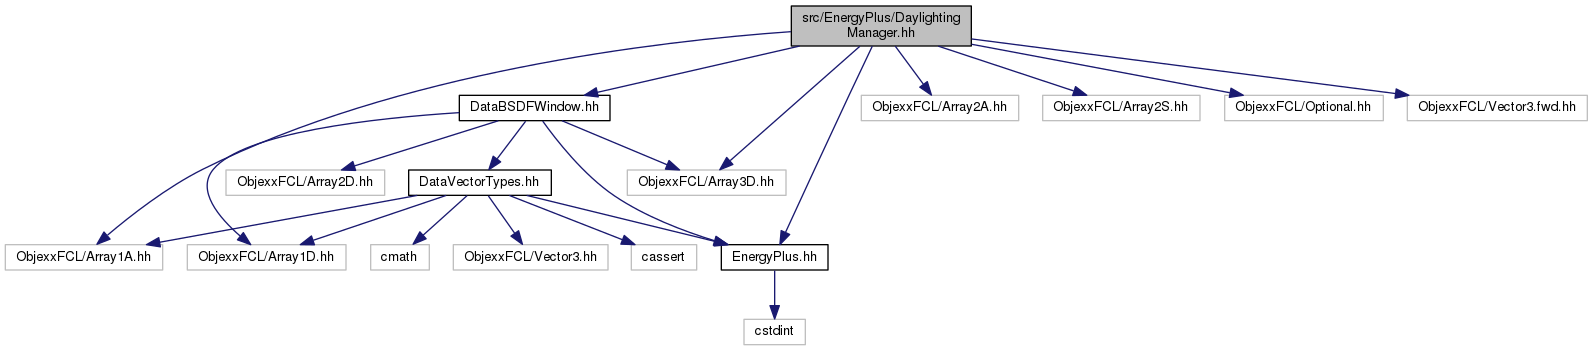 src/EnergyPlus/Daylighting
Manager.hh
DataBSDFWindow.hh
ObjexxFCL/Array2A.hh
ObjexxFCL/Array2S.hh
ObjexxFCL/Optional.hh
ObjexxFCL/Vector3.fwd.hh
ObjexxFCL/Array2D.hh
DataVectorTypes.hh
ObjexxFCL/Array3D.hh
ObjexxFCL/Array1A.hh
ObjexxFCL/Array1D.hh
cmath
ObjexxFCL/Vector3.hh
cassert
EnergyPlus.hh
cstdint